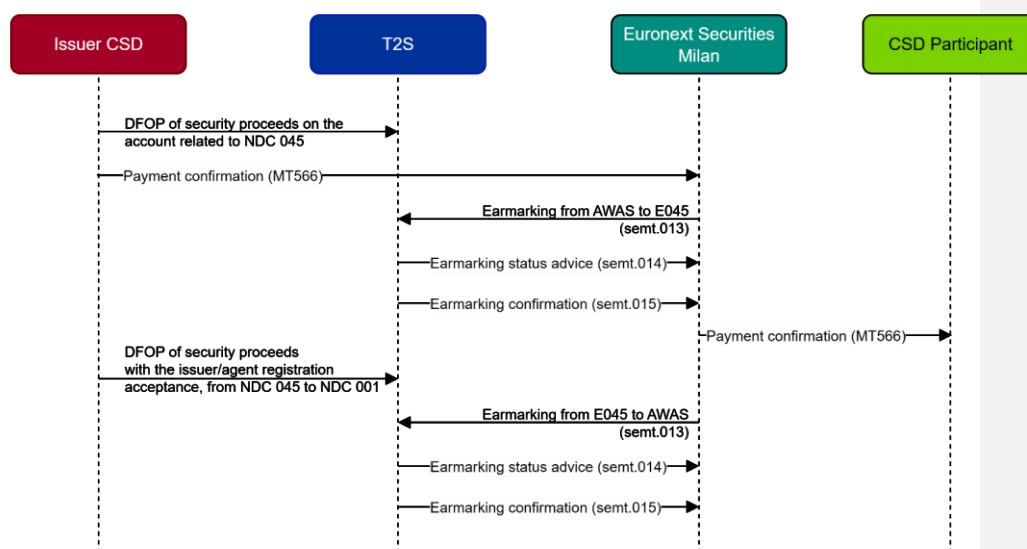 Issuer CSD
T2S
Euronext Securities
Milan
CSD Participant
DFOP of security proceeds on the
account related to NDC 045
Payment confirmation (MT566)
Earmarking from AWAS to E045
(semt.013)
Earmarking status advice (semt.014)
Earmarking confirmation (semt.015)
Payment confirmation (MT566)
DFOP of security proceeds
with the issuer/agent registration
acceptance, from NDC 045 to NDC 001
Earmarking from E045 to AWAS
(semt.013)
Earmarking status advice (semt.014)
Earmarking confirmation (semt.015)